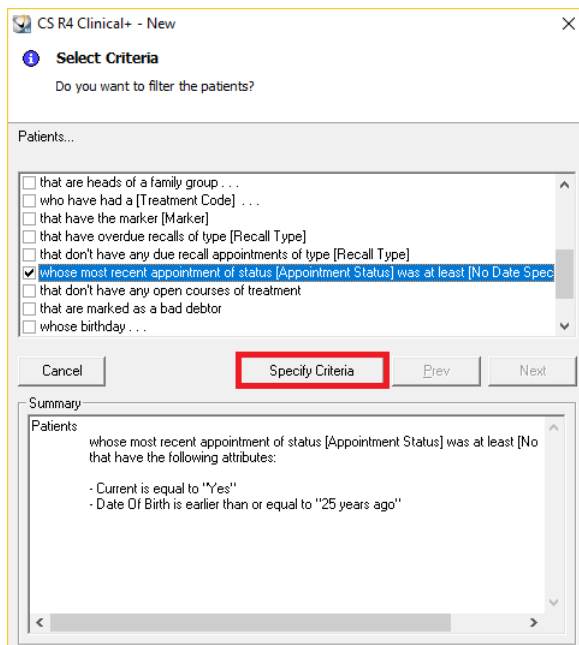 CS R4 Clinical+ - New
Select Criteria
Do you want to filter the patients?
Patients...
that are heads of a family group . . .
who have had a [Treatment Code] . . .
that have the marker [Marker]
that have overdue recalls of type [Recall Type]
that don't have any due recall appointments of type [Recall Type]
whose most recent appointment of status [Appointment Status] was at least [No Date Spec
that don't have any open courses of treatment
that are marked as a bad debtor
whose birthday . . .
Cancel Specify Criteria Prev Next
Summary
Patients
whose most recent appointment of status [Appointment Status] was at least [No
that have the following attributes:
- Current is equal to "Yes"
- Date Of Birth is earlier than or equal to "25 years ago"